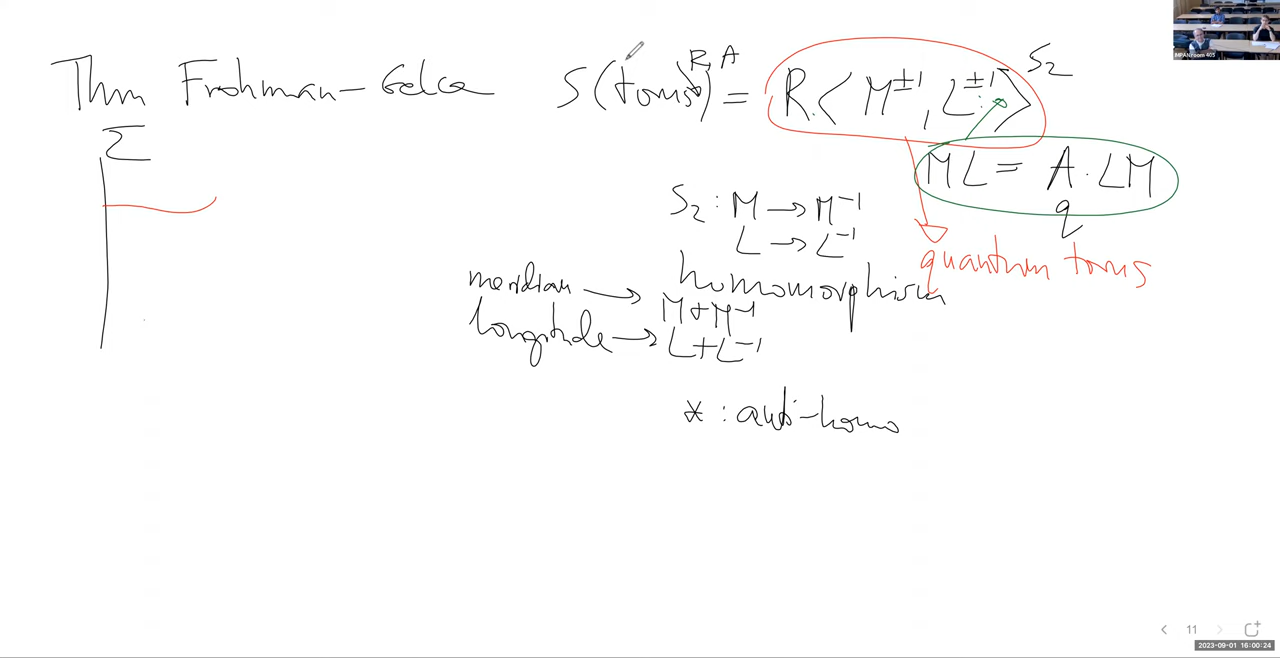 Thm Frohman-Gelca S(torus, R, A) = R.< M^±1, L^±1 >^S_2
Σ
ML = A.LM
q
S_2 : M → M^-1
L → L^-1
homomorphism
quantum torus
meridian → M+M^-1
longitude → L+L^-1
* : anti-homo
11
2023-09-01 16:00:24